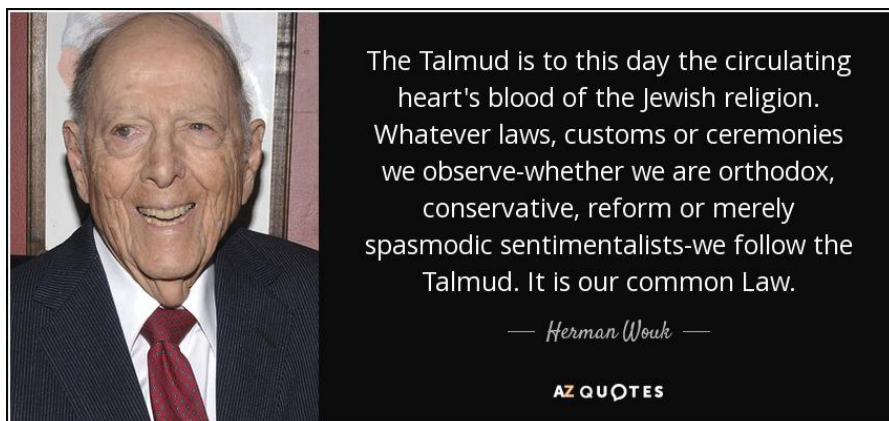 The Talmud is to this day the circulating
heart's blood of the Jewish religion.
Whatever laws, customs or ceremonies
we observe-whether we are orthodox,
conservative, reform or merely
spasmodic sentimentalists-we follow the
Talmud. It is our common Law.
Herman Wouk
AZ QUOTES